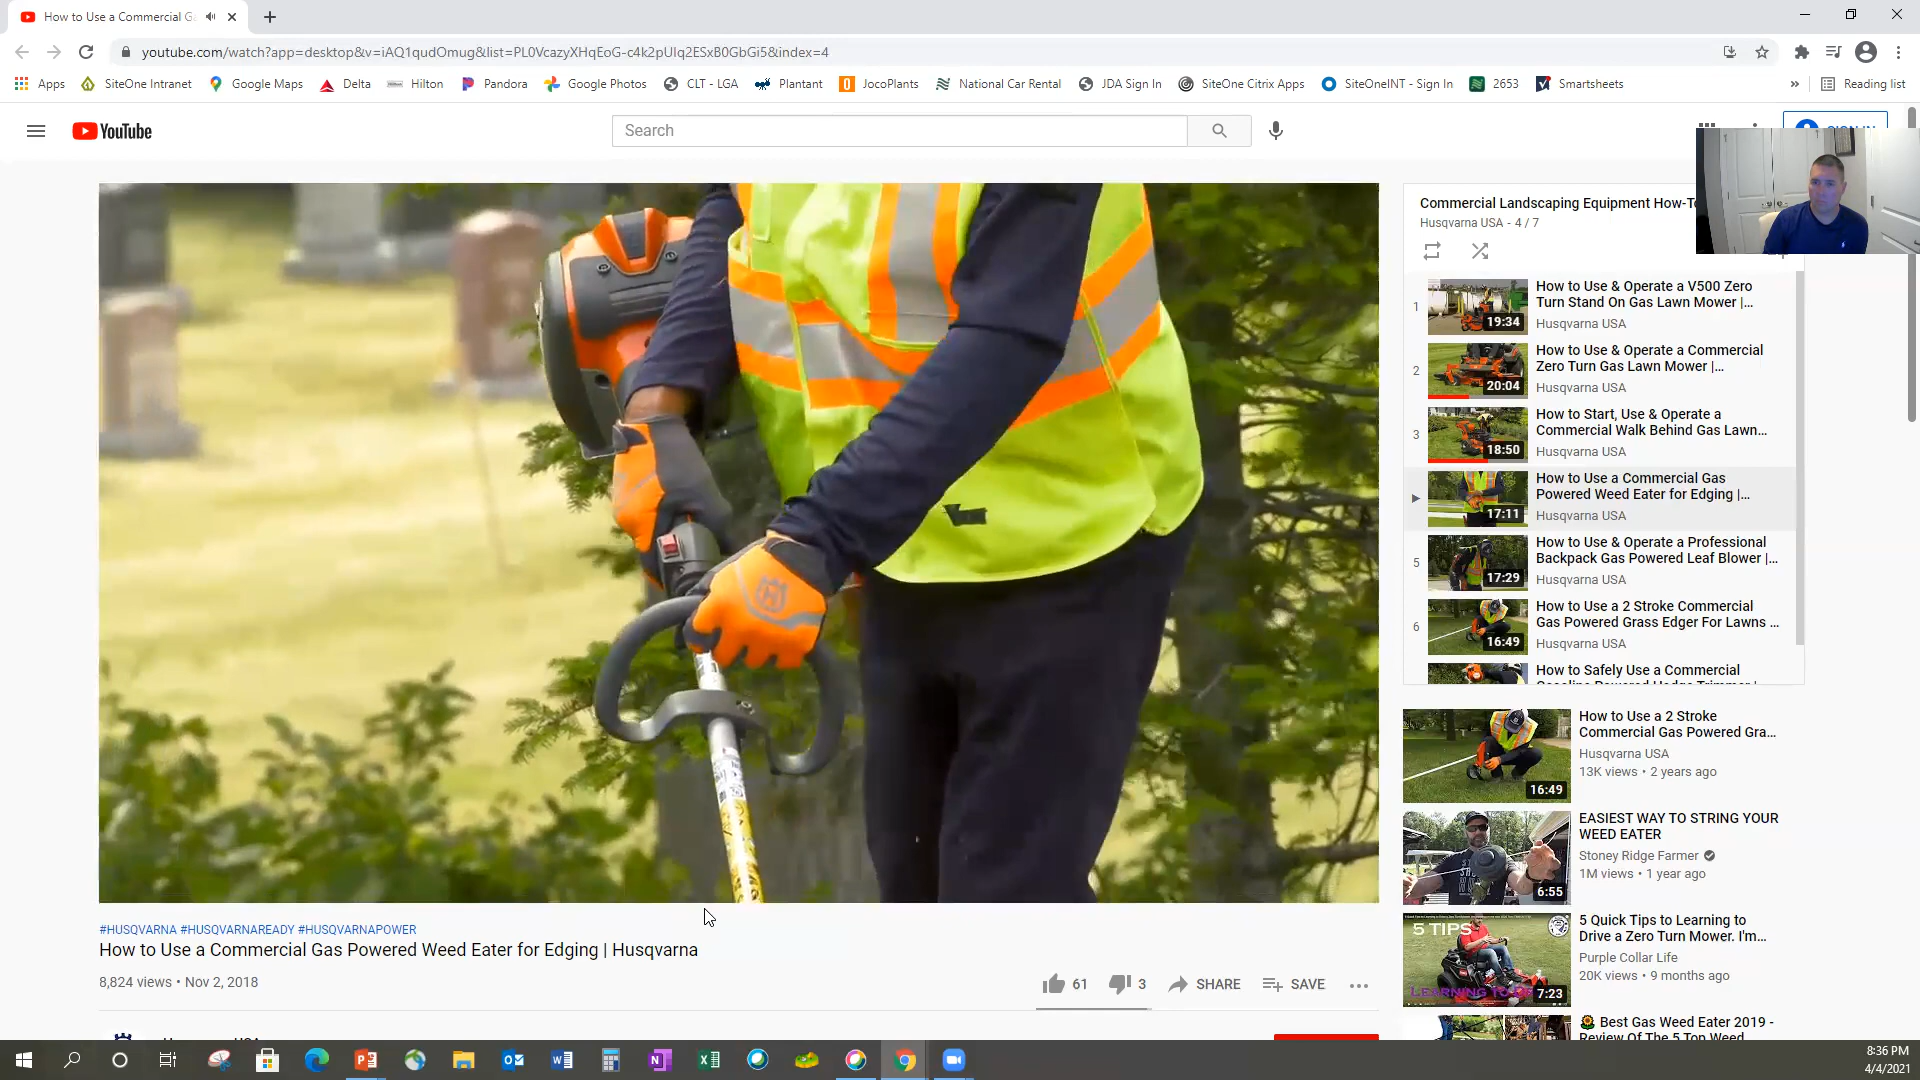 How to Use a Commercial G
youtube.com/watch?app=desktop&v=iAQ1qudOmug&list=PL0VcazyXHqEoG-c4k2pUIq2ESxB0GbGi5&index=4
Apps SiteOne Intranet Google Maps Delta Hilton Pandora Google Photos CLT - LGA Plantant JocoPlants National Car Rental JDA Sign In SiteOne Citrix Apps SiteOneINT - Sign In 2653 Smartsheets » Reading list
YouTube
Search
Commercial Landscaping Equipment How-T
Husqvarna USA - 4 / 7
1
19:34
How to Use & Operate a V500 Zero
Turn Stand On Gas Lawn Mower |...
Husqvarna USA
2
20:04
How to Use & Operate a Commercial
Zero Turn Gas Lawn Mower |...
Husqvarna USA
3
18:50
How to Start, Use & Operate a
Commercial Walk Behind Gas Lawn...
Husqvarna USA
17:11
How to Use a Commercial Gas
Powered Weed Eater for Edging |...
Husqvarna USA
5
17:29
How to Use & Operate a Professional
Backpack Gas Powered Leaf Blower |...
Husqvarna USA
6
16:49
How to Use a 2 Stroke Commercial
Gas Powered Grass Edger For Lawns ...
Husqvarna USA
How to Safely Use a Commercial
16:49
How to Use a 2 Stroke
Commercial Gas Powered Gra...
Husqvarna USA
13K views • 2 years ago
6:55
EASIEST WAY TO STRING YOUR
WEED EATER
Stoney Ridge Farmer
1M views • 1 year ago
5 TIPS
LEARNING TO
7:23
5 Quick Tips to Learning to
Drive a Zero Turn Mower. I'm...
Purple Collar Life
20K views • 9 months ago
Best Gas Weed Eater 2019 -
Review Of The 5 Top Weed
#HUSQVARNA #HUSQVARNAREADY #HUSQVARNAPOWER
How to Use a Commercial Gas Powered Weed Eater for Edging | Husqvarna
8,824 views • Nov 2, 2018
61 3 SHARE SAVE
8:36 PM
4/4/2021